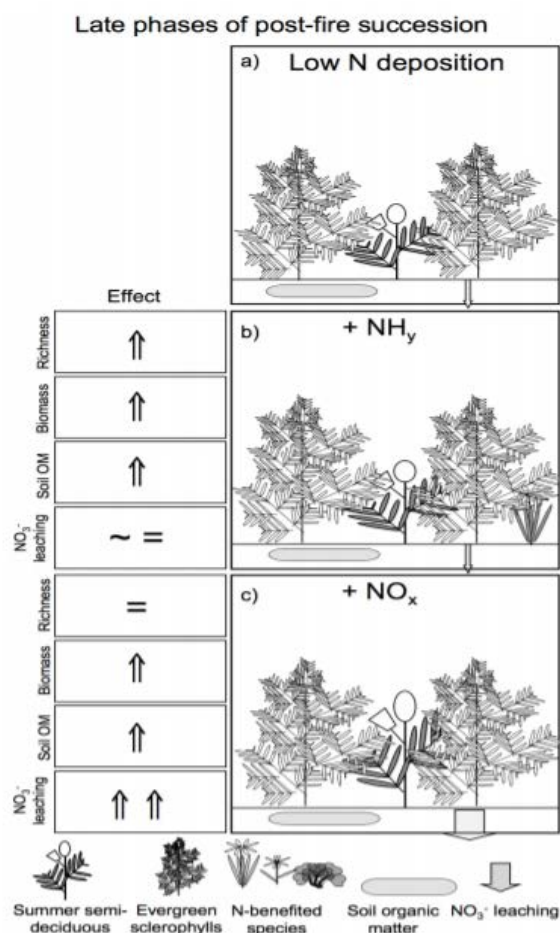 Late phases of post-fire succession
a) Low N deposition
Effect
b) + NHy
Richness ⇑
Biomass ⇑
Soil OM ⇑
NO3- leaching ~ =
c) + NOx
Richness =
Biomass ⇑
Soil OM ⇑
NO3- leaching ⇑ ⇑
Summer semi-
deciduous
Evergreen
sclerophylls
N-benefited
species
Soil organic
matter
NO3- leaching